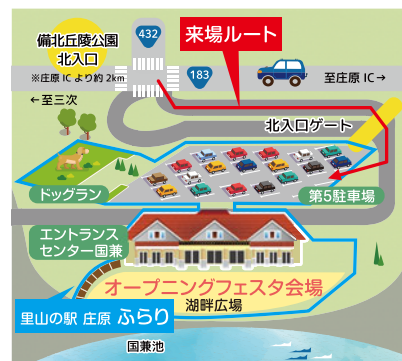 備北丘陵公園
北入口
432
来場ルート
※庄原ICより約2km
183
至庄原IC→
←至三次
北入口ゲート
ドッグラン
第5駐車場
エントランス
センター国兼
オープニングフェスタ会場
湖畔広場
里山の駅 庄原 ふらり
国兼池